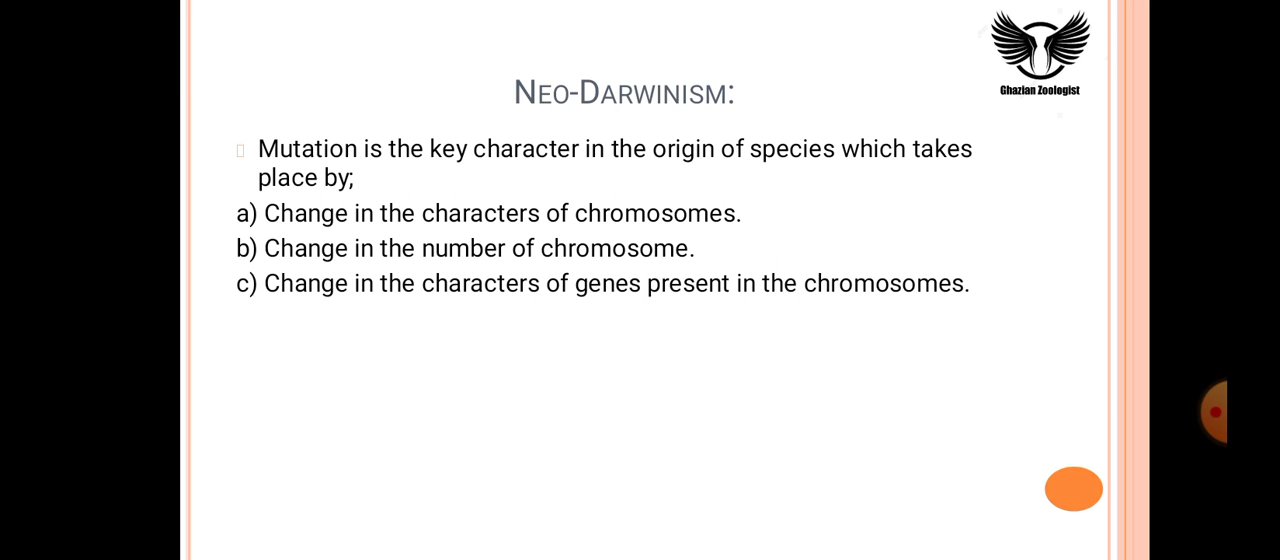 Ghazian Zoologist
NEO-DARWINISM:
Mutation is the key character in the origin of species which takes
place by;
a) Change in the characters of chromosomes.
b) Change in the number of chromosome.
c) Change in the characters of genes present in the chromosomes.